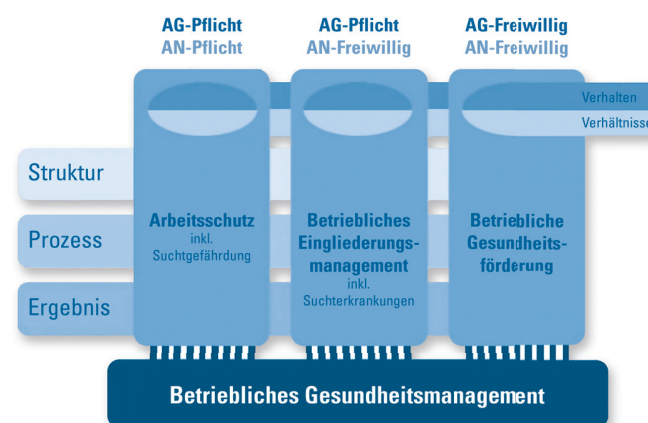 AG-Pflicht
AN-Pflicht
AG-Pflicht
AN-Freiwillig
AG-Freiwillig
AN-Freiwillig
Verhalten
Verhältnisse
Struktur
Prozess
Ergebnis
Arbeitsschutz
inkl.
Suchtgefährdung
Betriebliches
Eingliederungs-
management
inkl.
Suchterkrankungen
Betriebliche
Gesundheits-
förderung
Betriebliches Gesundheitsmanagement